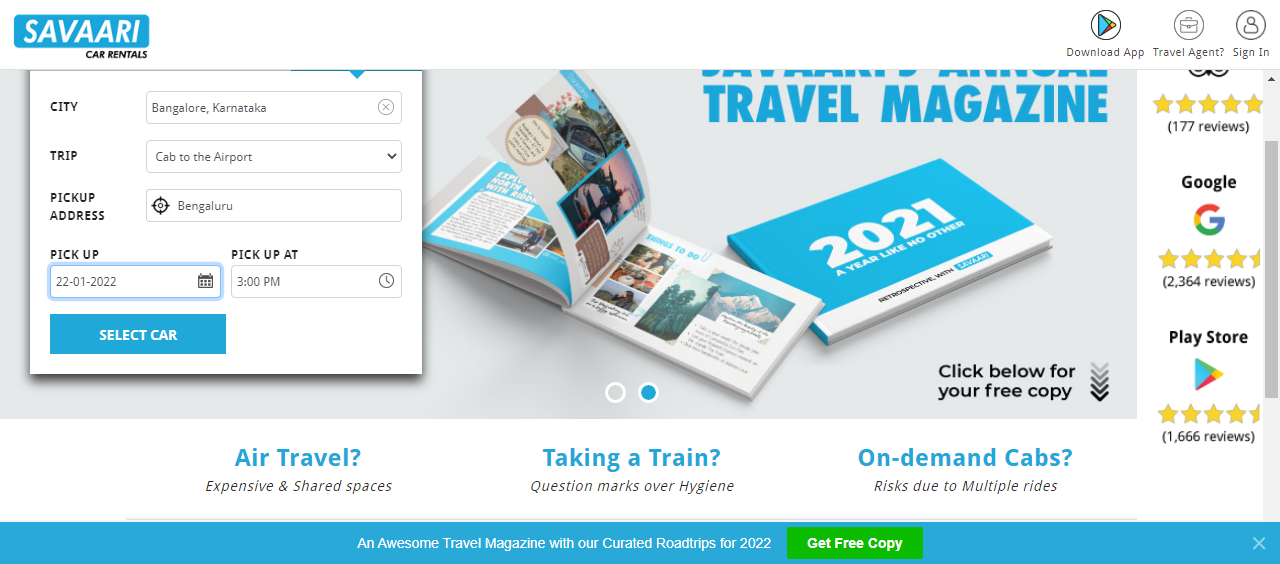 SAVAARI
CAR RENTALS
Download App
Travel Agent?
Sign In
CITY
Bangalore, Karnataka
TRIP
Cab to the Airport
PICKUP
ADDRESS
Bengaluru
PICK UP
PICK UP AT
22-01-2022
3:00 PM
SELECT CAR
SAVAARI'S ANNUAL
TRAVEL MAGAZINE
THINGS TO DO
2021
A YEAR LIKE NO OTHER
RETROSPECTIVE, WITH SAVAARI
Click below for
your free copy
(177 reviews)
Google
(2,364 reviews)
Play Store
(1,666 reviews)
Air Travel?
Expensive & Shared spaces
Taking a Train?
Question marks over Hygiene
On-demand Cabs?
Risks due to Multiple rides
An Awesome Travel Magazine with our Curated Roadtrips for 2022
Get Free Copy